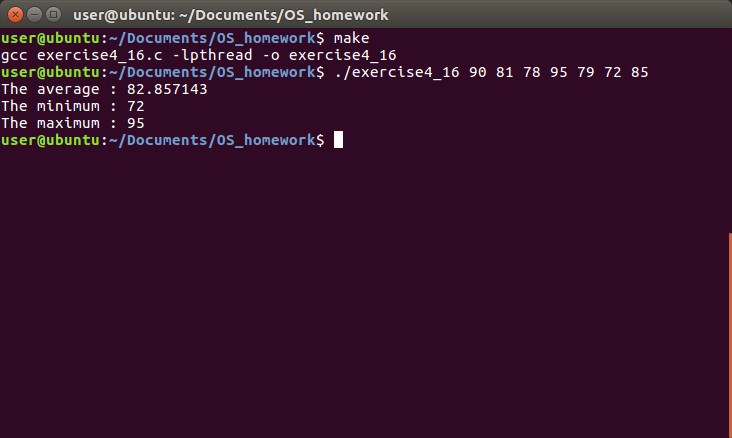 user@ubuntu: ~/Documents/OS_homework
user@ubuntu:~/Documents/OS_homework$ make
gcc exercise4_16.c -lpthread -o exercise4_16
user@ubuntu:~/Documents/OS_homework$ ./exercise4_16 90 81 78 95 79 72 85
The average : 82.857143
The minimum : 72
The maximum : 95
user@ubuntu:~/Documents/OS_homework$